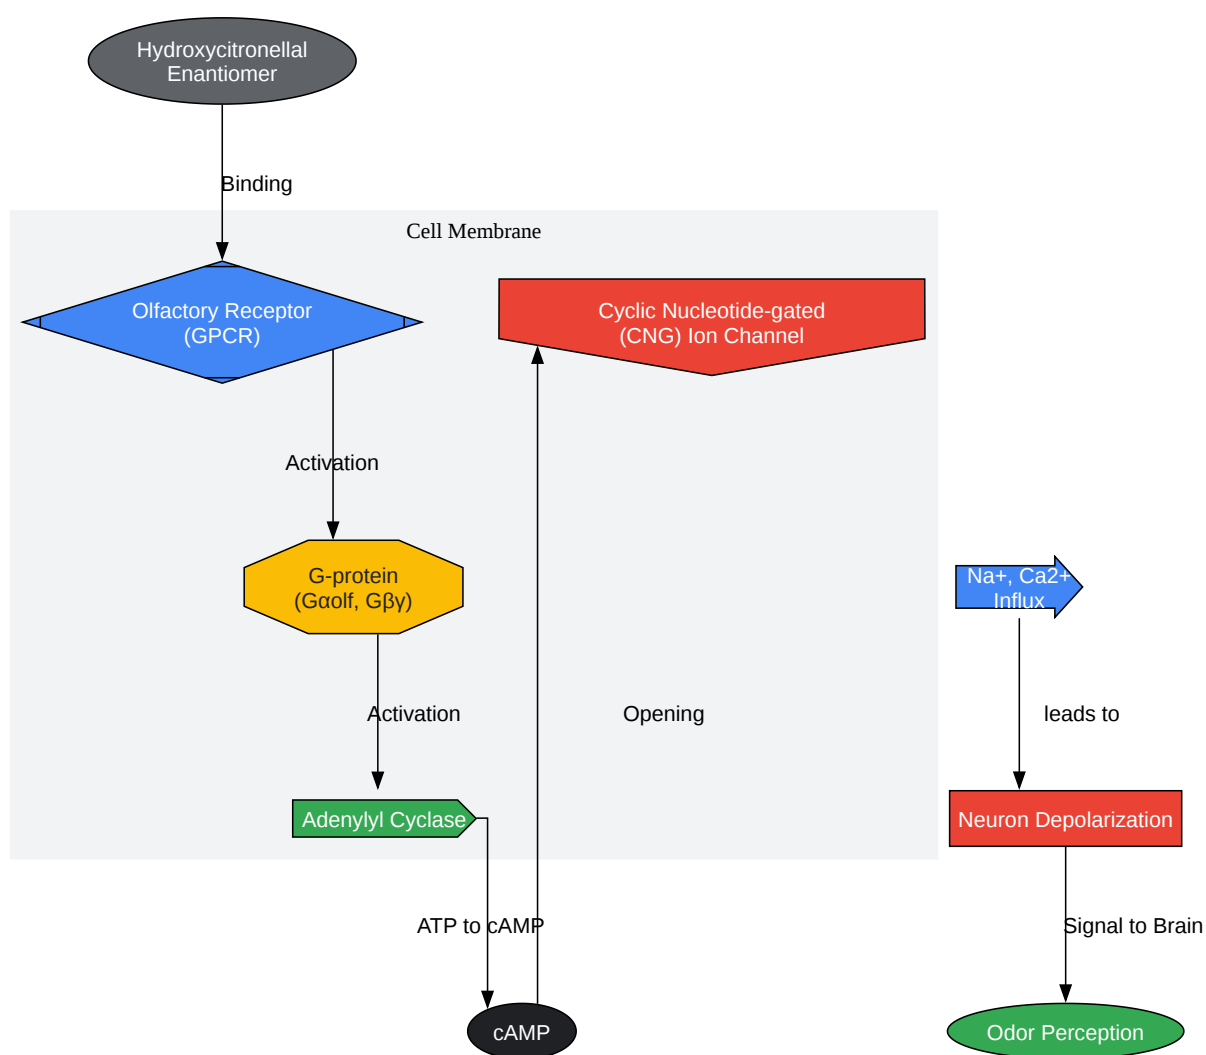 Hydroxycitronellal
Enantiomer
Binding
Cell Membrane
Olfactory Receptor
(GPCR)
Cyclic Nucleotide-gated
(CNG) Ion Channel
Activation
G-protein
(Gαolf, Gβγ)
Na+, Ca2+
Influx
Activation
Opening
leads to
Adenylyl Cyclase
Neuron Depolarization
ATP to cAMP
Signal to Brain
cAMP
Odor Perception